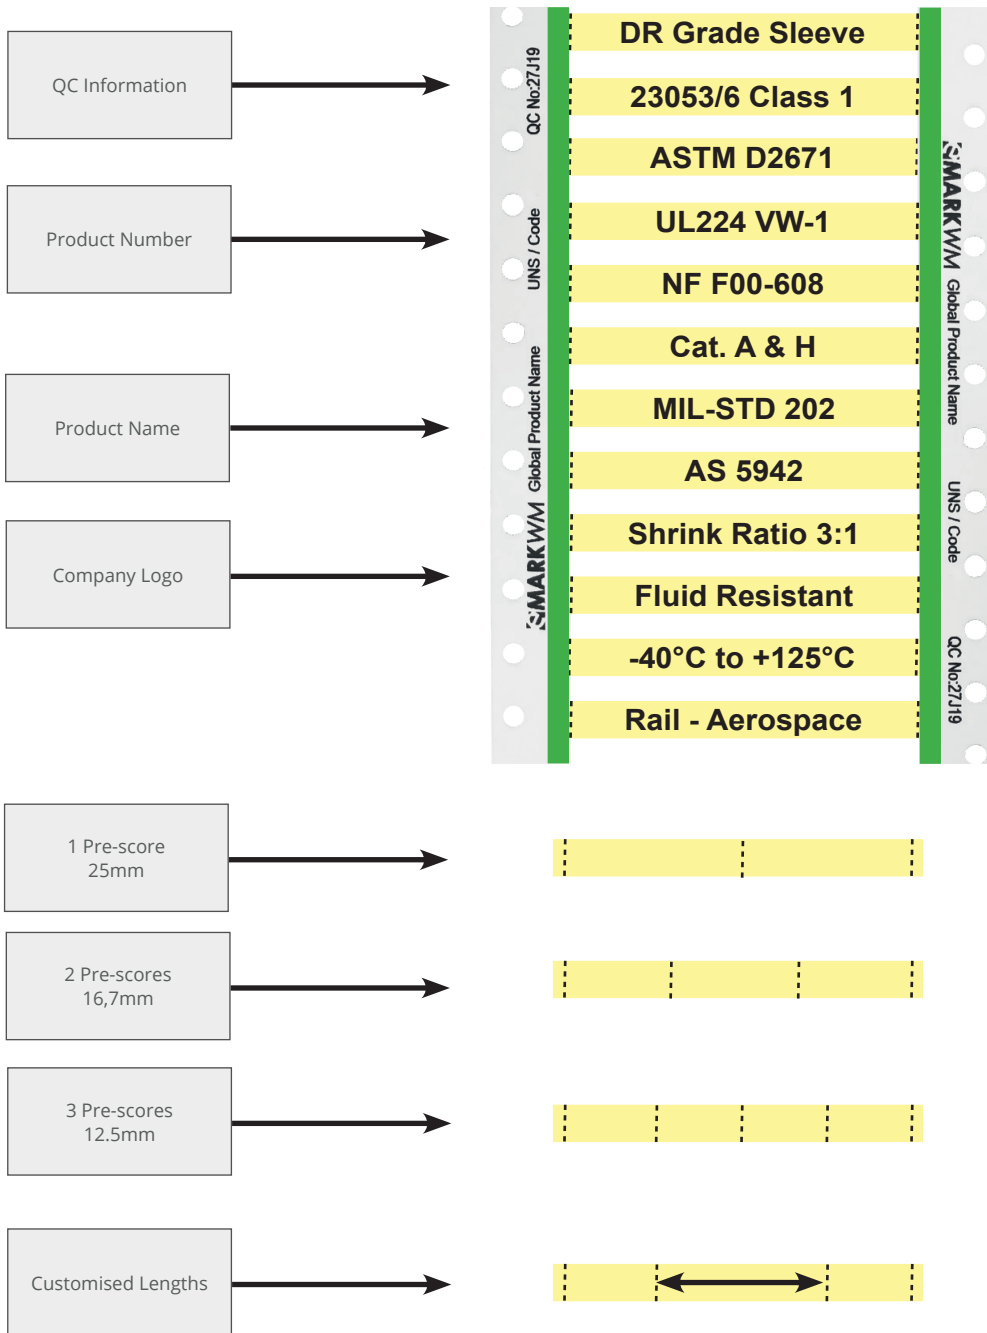 QC Information
Product Number
Product Name
Company Logo
QC No:27J19
UNS / Code
Global Product Name
MARKWM
DR Grade Sleeve
23053/6 Class 1
ASTM D2671
UL224 VW-1
NF F00-608
Cat. A & H
MIL-STD 202
AS 5942
Shrink Ratio 3:1
Fluid Resistant
-40°C to +125°C
Rail - Aerospace
MARKWM
Global Product Name
UNS / Code
QC No:27J19
1 Pre-score
25mm
2 Pre-scores
16,7mm
3 Pre-scores
12.5mm
Customised Lengths